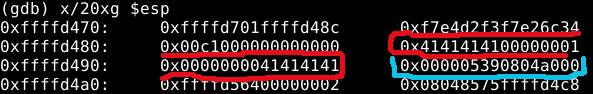 (gdb) x/20xg $esp
0xffffd470: 0xffffd701ffffd48c 0xf7e4d2f3f7e26c34
0xffffd480: 0x00c1000000000000 0x4141414100000001
0xffffd490: 0x0000000041414141 0x000005390804a000
0xffffd4a0: 0xffffd56400000002 0x08048575ffffd4c8